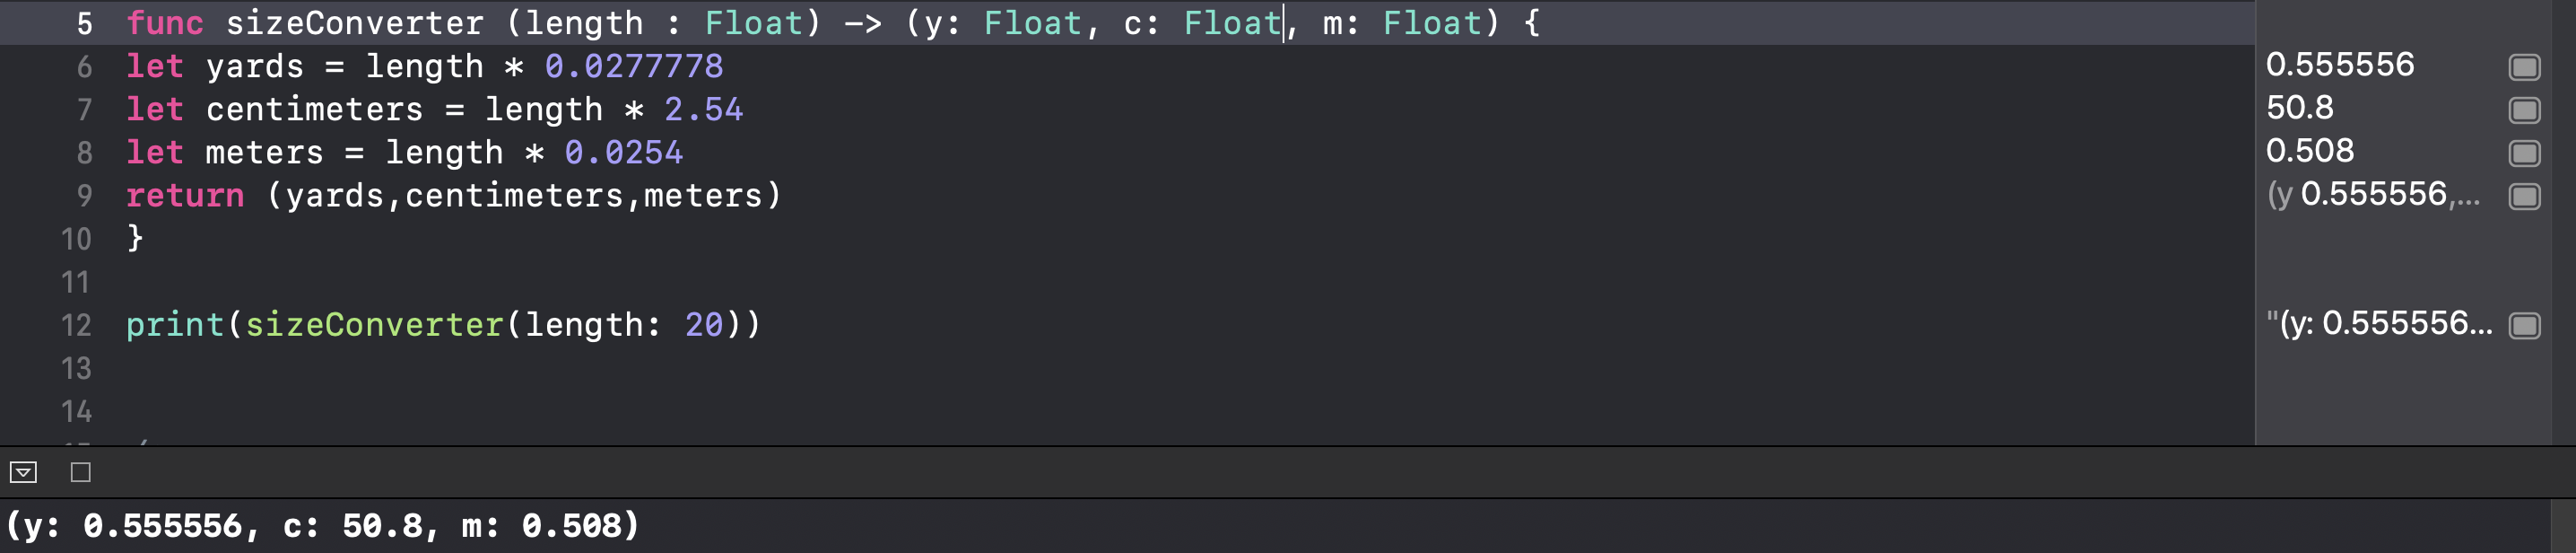 5 func sizeConverter (length : Float) -> (y: Float, c: Float, m: Float) {
6 let yards = length * 0.0277778 0.555556
7 let centimeters = length * 2.54 50.8
8 let meters = length * 0.0254 0.508
9 return (yards,centimeters,meters) (y 0.555556,...
10 }
11
12 print(sizeConverter(length: 20)) "(y: 0.555556...
13
14
(y: 0.555556, c: 50.8, m: 0.508)